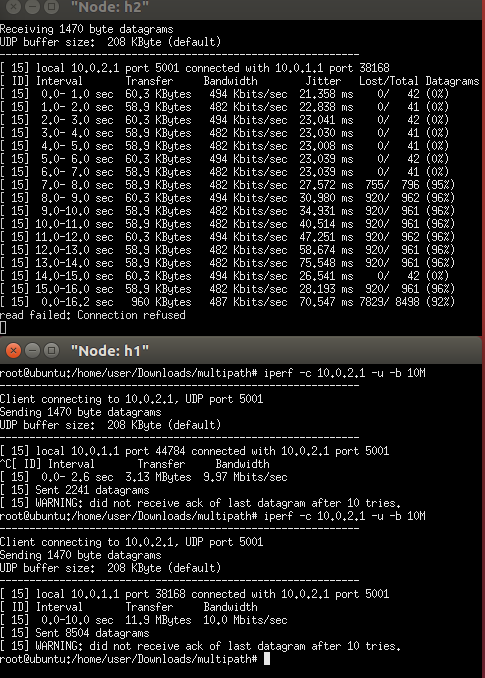 "Node: h2"
Receiving 1470 byte datagrams
UDP buffer size:  208 KByte (default)
------------------------------------------------------------
[ 15] local 10.0.2.1 port 5001 connected with 10.0.1.1 port 38168
[ ID] Interval       Transfer     Bandwidth        Jitter   Lost/Total Datagrams
[ 15]  0.0- 1.0 sec  60.3 KBytes   494 Kbits/sec  21.358 ms    0/   42 (0%)
[ 15]  1.0- 2.0 sec  58.9 KBytes   482 Kbits/sec  22.838 ms    0/   41 (0%)
[ 15]  2.0- 3.0 sec  60.3 KBytes   494 Kbits/sec  23.041 ms    0/   42 (0%)
[ 15]  3.0- 4.0 sec  58.9 KBytes   482 Kbits/sec  23.030 ms    0/   41 (0%)
[ 15]  4.0- 5.0 sec  58.9 KBytes   482 Kbits/sec  23.008 ms    0/   41 (0%)
[ 15]  5.0- 6.0 sec  60.3 KBytes   494 Kbits/sec  23.039 ms    0/   42 (0%)
[ 15]  6.0- 7.0 sec  58.9 KBytes   482 Kbits/sec  23.039 ms    0/   41 (0%)
[ 15]  7.0- 8.0 sec  58.9 KBytes   482 Kbits/sec  27.572 ms  755/  796 (95%)
[ 15]  8.0- 9.0 sec  60.3 KBytes   494 Kbits/sec  30.980 ms  920/  962 (96%)
[ 15]  9.0-10.0 sec  58.9 KBytes   482 Kbits/sec  34.931 ms  920/  961 (96%)
[ 15] 10.0-11.0 sec  58.9 KBytes   482 Kbits/sec  40.514 ms  920/  961 (96%)
[ 15] 11.0-12.0 sec  60.3 KBytes   494 Kbits/sec  47.251 ms  920/  962 (96%)
[ 15] 12.0-13.0 sec  58.9 KBytes   482 Kbits/sec  58.674 ms  920/  961 (96%)
[ 15] 13.0-14.0 sec  58.9 KBytes   482 Kbits/sec  75.548 ms  920/  961 (96%)
[ 15] 14.0-15.0 sec  60.3 KBytes   494 Kbits/sec  26.541 ms    0/   42 (0%)
[ 15] 15.0-16.0 sec  58.9 KBytes   482 Kbits/sec  28.193 ms  920/  961 (96%)
[ 15]  0.0-16.2 sec   960 KBytes   487 Kbits/sec  70.547 ms 7829/ 8498 (92%)
read failed: Connection refused
"Node: h1"
root@ubuntu:/home/user/Downloads/multipath# iperf -c 10.0.2.1 -u -b 10M
------------------------------------------------------------
Client connecting to 10.0.2.1, UDP port 5001
Sending 1470 byte datagrams
UDP buffer size:  208 KByte (default)
------------------------------------------------------------
[ 15] local 10.0.1.1 port 44784 connected with 10.0.2.1 port 5001
^C[ ID] Interval       Transfer     Bandwidth
[ 15]  0.0- 2.6 sec  3.13 MBytes  9.97 Mbits/sec
[ 15] Sent 2241 datagrams
[ 15] WARNING: did not receive ack of last datagram after 10 tries.
root@ubuntu:/home/user/Downloads/multipath# iperf -c 10.0.2.1 -u -b 10M
------------------------------------------------------------
Client connecting to 10.0.2.1, UDP port 5001
Sending 1470 byte datagrams
UDP buffer size:  208 KByte (default)
------------------------------------------------------------
[ 15] local 10.0.1.1 port 38168 connected with 10.0.2.1 port 5001
[ ID] Interval       Transfer     Bandwidth
[ 15]  0.0-10.0 sec  11.9 MBytes  10.0 Mbits/sec
[ 15] Sent 8504 datagrams
[ 15] WARNING: did not receive ack of last datagram after 10 tries.
root@ubuntu:/home/user/Downloads/multipath#